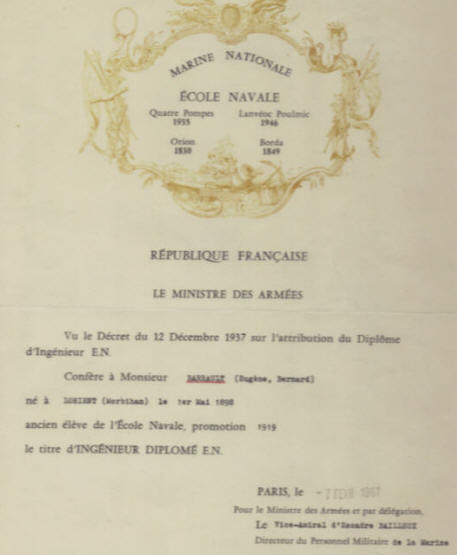 MARINE NATIONALE
ÉCOLE NAVALE
Quatre Pompes Lanvéoc Poulmic
1935 1946
Orion Borda
1830 1849
RÉPUBLIQUE FRANÇAISE
LE MINISTRE DES ARMÉES
Vu le Décret du 12 Décembre 1937 sur l'attribution du Diplôme
d'Ingénieur E.N.
Confère à Monsieur BARRAULT (Eugène, Bernard)
né à LORIENT (Morbihan) le 1er Mai 1898
ancien élève de l'École Navale, promotion 1919
le titre d'INGÉNIEUR DIPLOMÉ E.N.
PARIS, le 1967
Pour le Ministre des Armées et par délégation,
Le Vice-Amiral d'Escadre
Directeur du Personnel Militaire de la Marine